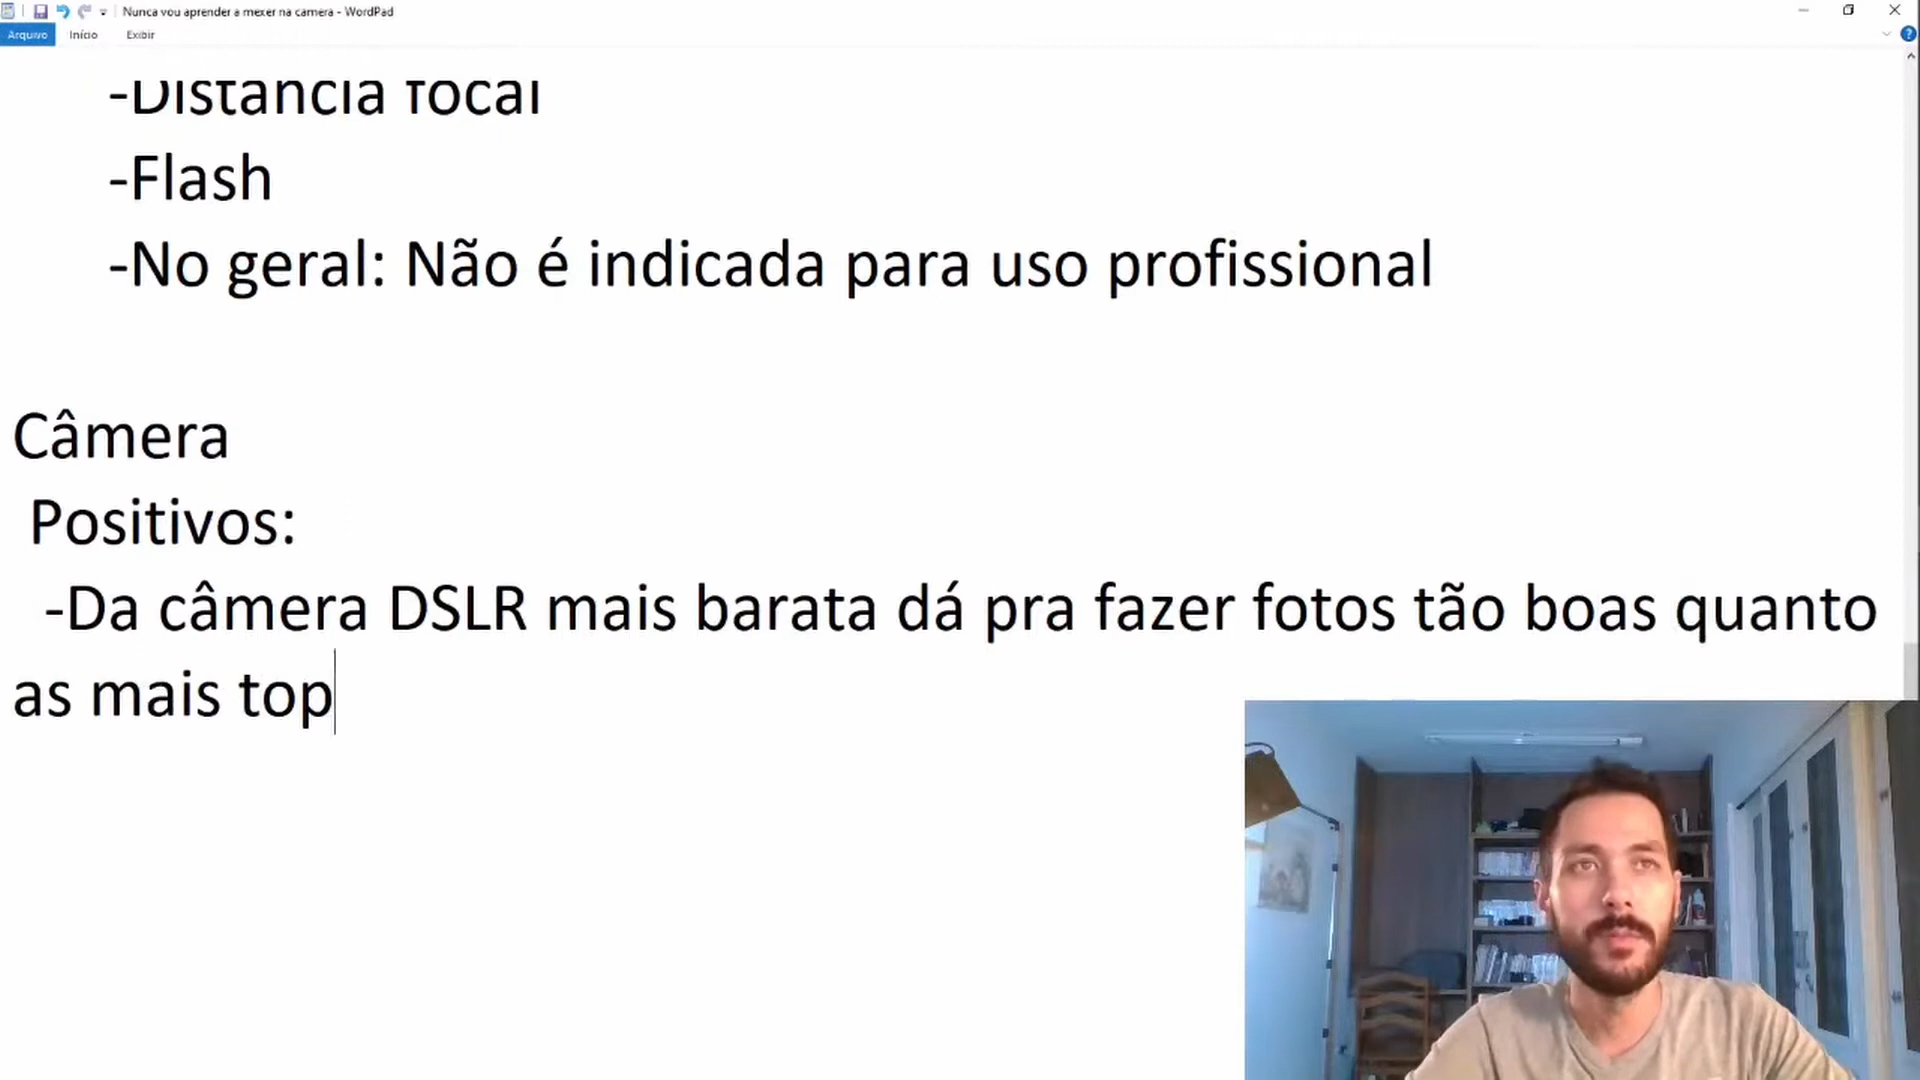 Nunca vou aprender a mexer na camera - WordPad
Arquivo Início Exibir
-Distância focal
-Flash
-No geral: Não é indicada para uso profissional
Câmera
Positivos:
-Da câmera DSLR mais barata dá pra fazer fotos tão boas quanto
as mais top